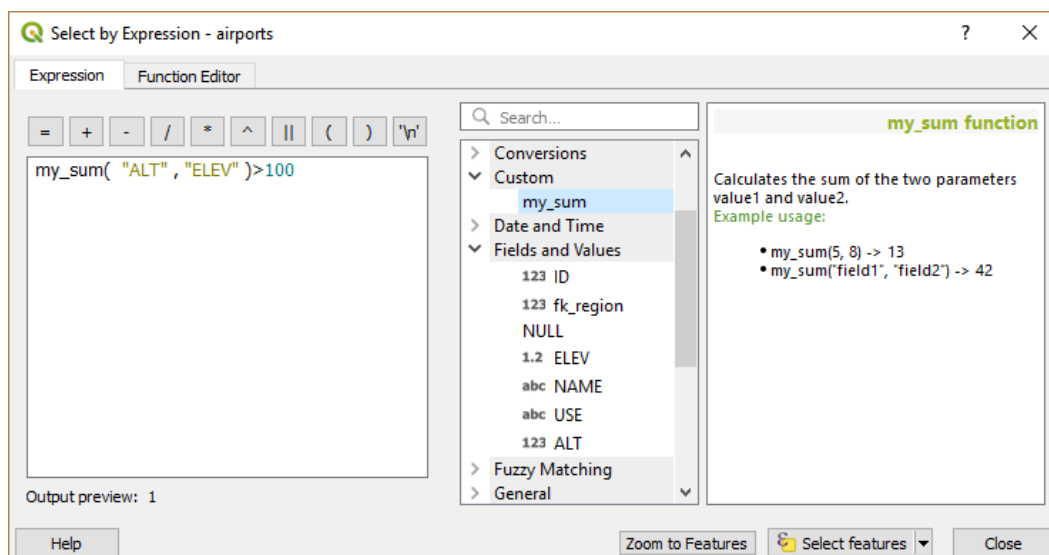 Select by Expression - airports
?
Expression
Function Editor
= + - / * ^ || ( ) '\n'
my_sum( "ALT" ,"ELEV" )>100
Output preview: 1
Search...
Conversions
Custom
my_sum
Date and Time
Fields and Values
123 ID
123 fk_region
NULL
1.2 ELEV
abc NAME
abc USE
123 ALT
Fuzzy Matching
General
my_sum function
Calculates the sum of the two parameters
value1 and value2.
Example usage:
• my_sum(5, 8) -> 13
• my_sum("field1", "field2") -> 42
Help
Zoom to Features
Select features
Close